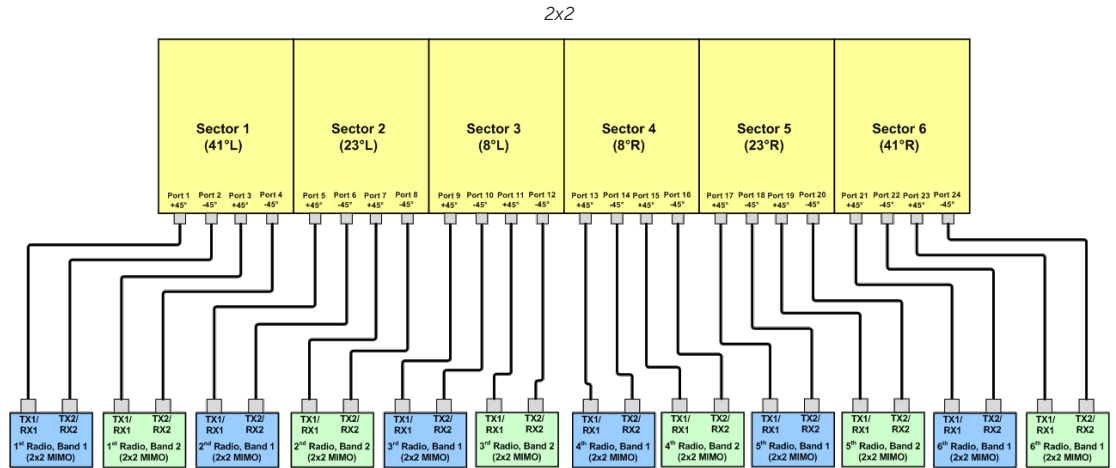 2x2
Sector 1
(41°L)
Sector 2
(23°L)
Sector 3
(8°L)
Sector 4
(8°R)
Sector 5
(23°R)
Sector 6
(41°R)
Port 1 Port 2 Port 3 Port 4
+45° -45° +45° -45°
Port 5 Port 6 Port 7 Port 8
+45° -45° +45° -45°
Port 9 Port 10 Port 11 Port 12
+45° -45° +45° -45°
Port 13 Port 14 Port 15 Port 16
+45° -45° +45° -45°
Port 17 Port 18 Port 19 Port 20
+45° -45° +45° -45°
Port 21 Port 22 Port 23 Port 24
+45° -45° +45° -45°
TX1/ TX2/
RX1 RX2
1st Radio, Band 1
(2x2 MIMO)
TX1/ TX2/
RX1 RX2
1st Radio, Band 2
(2x2 MIMO)
TX1/ TX2/
RX1 RX2
2nd Radio, Band 1
(2x2 MIMO)
TX1/ TX2/
RX1 RX2
2nd Radio, Band 2
(2x2 MIMO)
TX1/ TX2/
RX1 RX2
3rd Radio, Band 1
(2x2 MIMO)
TX1/ TX2/
RX1 RX2
3rd Radio, Band 2
(2x2 MIMO)
TX1/ TX2/
RX1 RX2
4th Radio, Band 1
(2x2 MIMO)
TX1/ TX2/
RX1 RX2
4th Radio, Band 2
(2x2 MIMO)
TX1/ TX2/
RX1 RX2
5th Radio, Band 1
(2x2 MIMO)
TX1/ TX2/
RX1 RX2
5th Radio, Band 2
(2x2 MIMO)
TX1/ TX2/
RX1 RX2
6th Radio, Band 1
(2x2 MIMO)
TX1/ TX2/
RX1 RX2
6th Radio, Band 2
(2x2 MIMO)